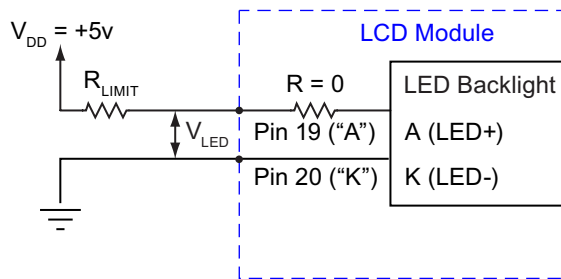 V_DD = +5v
LCD Module
R_LIMIT
R = 0
LED Backlight
V_LED
Pin 19 (“A”)
A (LED+)
Pin 20 (“K”)
K (LED-)